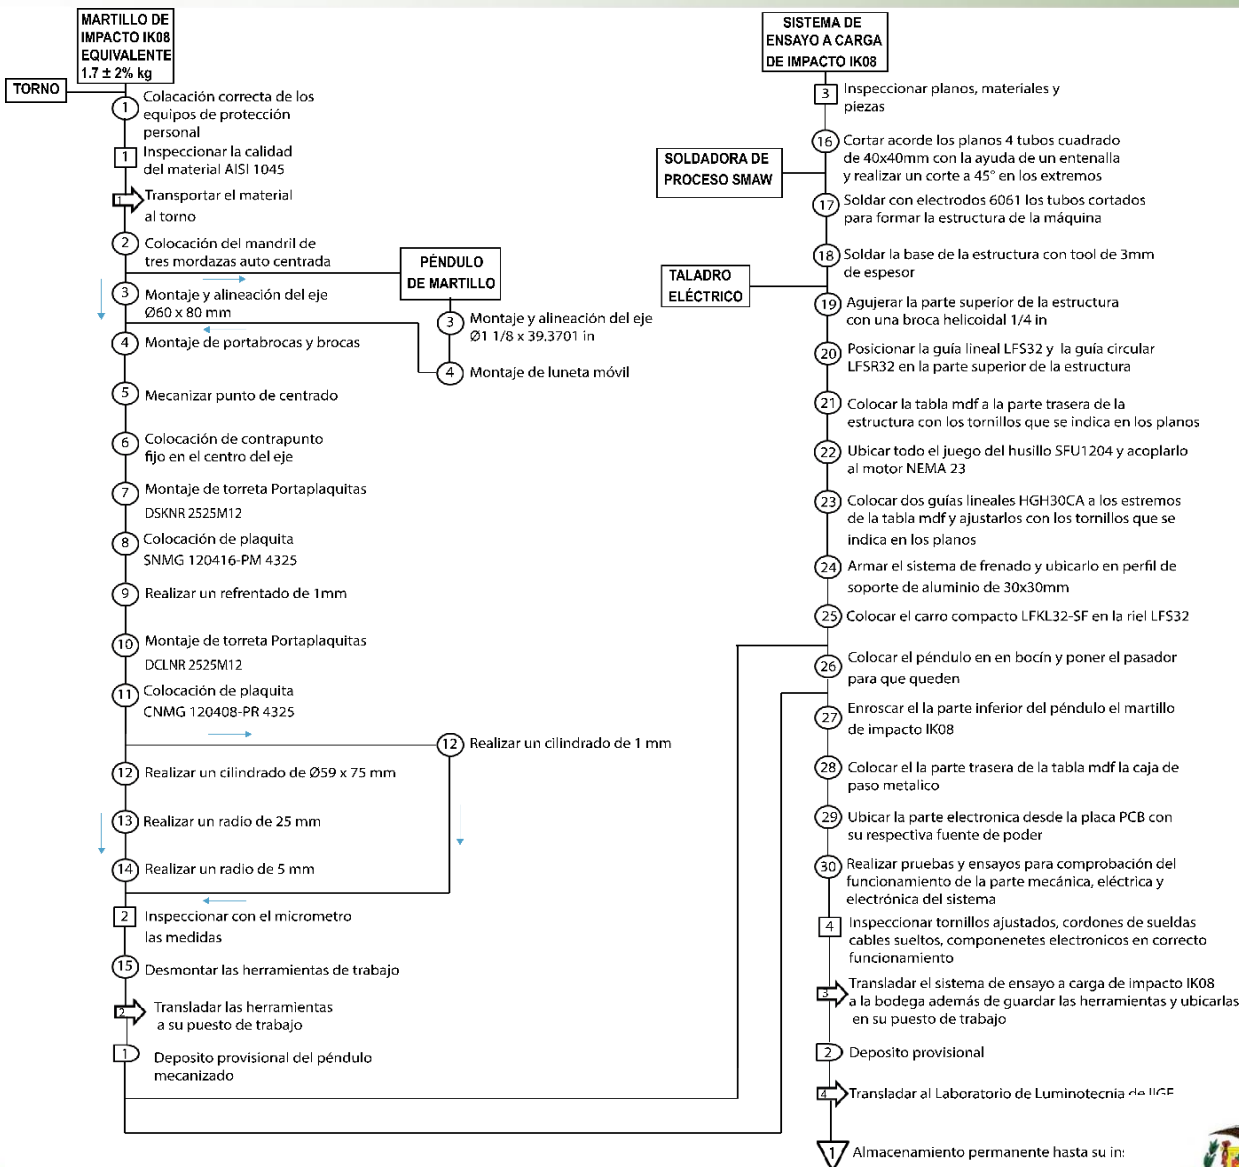 MARTILLO DE
IMPACTO IK08
EQUIVALENTE
1.7 ± 2% kg
TORNO
1
Colacación correcta de los
equipos de protección
personal
1
Inspeccionar la calidad
del material AISI 1045
1
Transportar el material
al torno
2
Colocación del mandril de
tres mordazas auto centrada
PÉNDULO
DE MARTILLO
3
Montaje y alineación del eje
Ø60 x 80 mm
3
Montaje y alineación del eje
Ø1 1/8 x 39.3701 in
4
Montaje de portabrocas y brocas
4
Montaje de luneta móvil
5
Mecanizar punto de centrado
6
Colocación de contrapunto
fijo en el centro del eje
7
Montaje de torreta Portaplaquitas
DSKNR 2525M12
8
Colocación de plaquita
SNMG 120416-PM 4325
9
Realizar un refrentado de 1mm
10
Montaje de torreta Portaplaquitas
DCLNR 2525M12
11
Colocación de plaquita
CNMG 120408-PR 4325
12
Realizar un cilindrado de 1 mm
12
Realizar un cilindrado de Ø59 x 75 mm
13
Realizar un radio de 25 mm
14
Realizar un radio de 5 mm
2
Inspeccionar con el micrometro
las medidas
15
Desmontar las herramientas de trabajo
2
Transladar las herramientas
a su puesto de trabajo
1
Deposito provisional del péndulo
mecanizado
SISTEMA DE
ENSAYO A CARGA
DE IMPACTO IK08
3
Inspeccionar planos, materiales y
piezas
16
Cortar acorde los planos 4 tubos cuadrado
de 40x40mm con la ayuda de un entenalla
y realizar un corte a 45° en los extremos
SOLDADORA DE
PROCESO SMAW
17
Soldar con electrodos 6061 los tubos cortados
para formar la estructura de la máquina
18
Soldar la base de la estructura con tool de 3mm
de espesor
TALADRO
ELÉCTRICO
19
Agujerar la parte superior de la estructura
con una broca helicoidal 1/4 in
20
Posicionar la guía lineal LFS32 y la guía circular
LFSR32 en la parte superior de la estructura
21
Colocar la tabla mdf a la parte trasera de la
estructura con los tornillos que se indica en los planos
22
Ubicar todo el juego del husillo SFU1204 y acoplarlo
al motor NEMA 23
23
Colocar dos guías lineales HGH30CA a los estremos
de la tabla mdf y ajustarlos con los tornillos que se
indica en los planos
24
Armar el sistema de frenado y ubicarlo en perfil de
soporte de aluminio de 30x30mm
25
Colocar el carro compacto LFKL32-SF en la riel LFS32
26
Colocar el péndulo en en bocín y poner el pasador
para que queden
27
Enroscar el la parte inferior del péndulo el martillo
de impacto IK08
28
Colocar el la parte trasera de la tabla mdf la caja de
paso metalico
29
Ubicar la parte electronica desde la placa PCB con
su respectiva fuente de poder
30
Realizar pruebas y ensayos para comprobación del
funcionamiento de la parte mecánica, eléctrica y
electrónica del sistema
4
Inspeccionar tornillos ajustados, cordones de sueldas
cables sueltos, componenetes electronicos en correcto
funcionamiento
3
Transladar el sistema de ensayo a carga de impacto IK08
a la bodega además de guardar las herramientas y ubicarlas
en su puesto de trabajo
2
Deposito provisional
4
Transladar al Laboratorio de Luminotecnia de
1
Almacenamiento permanente hasta su